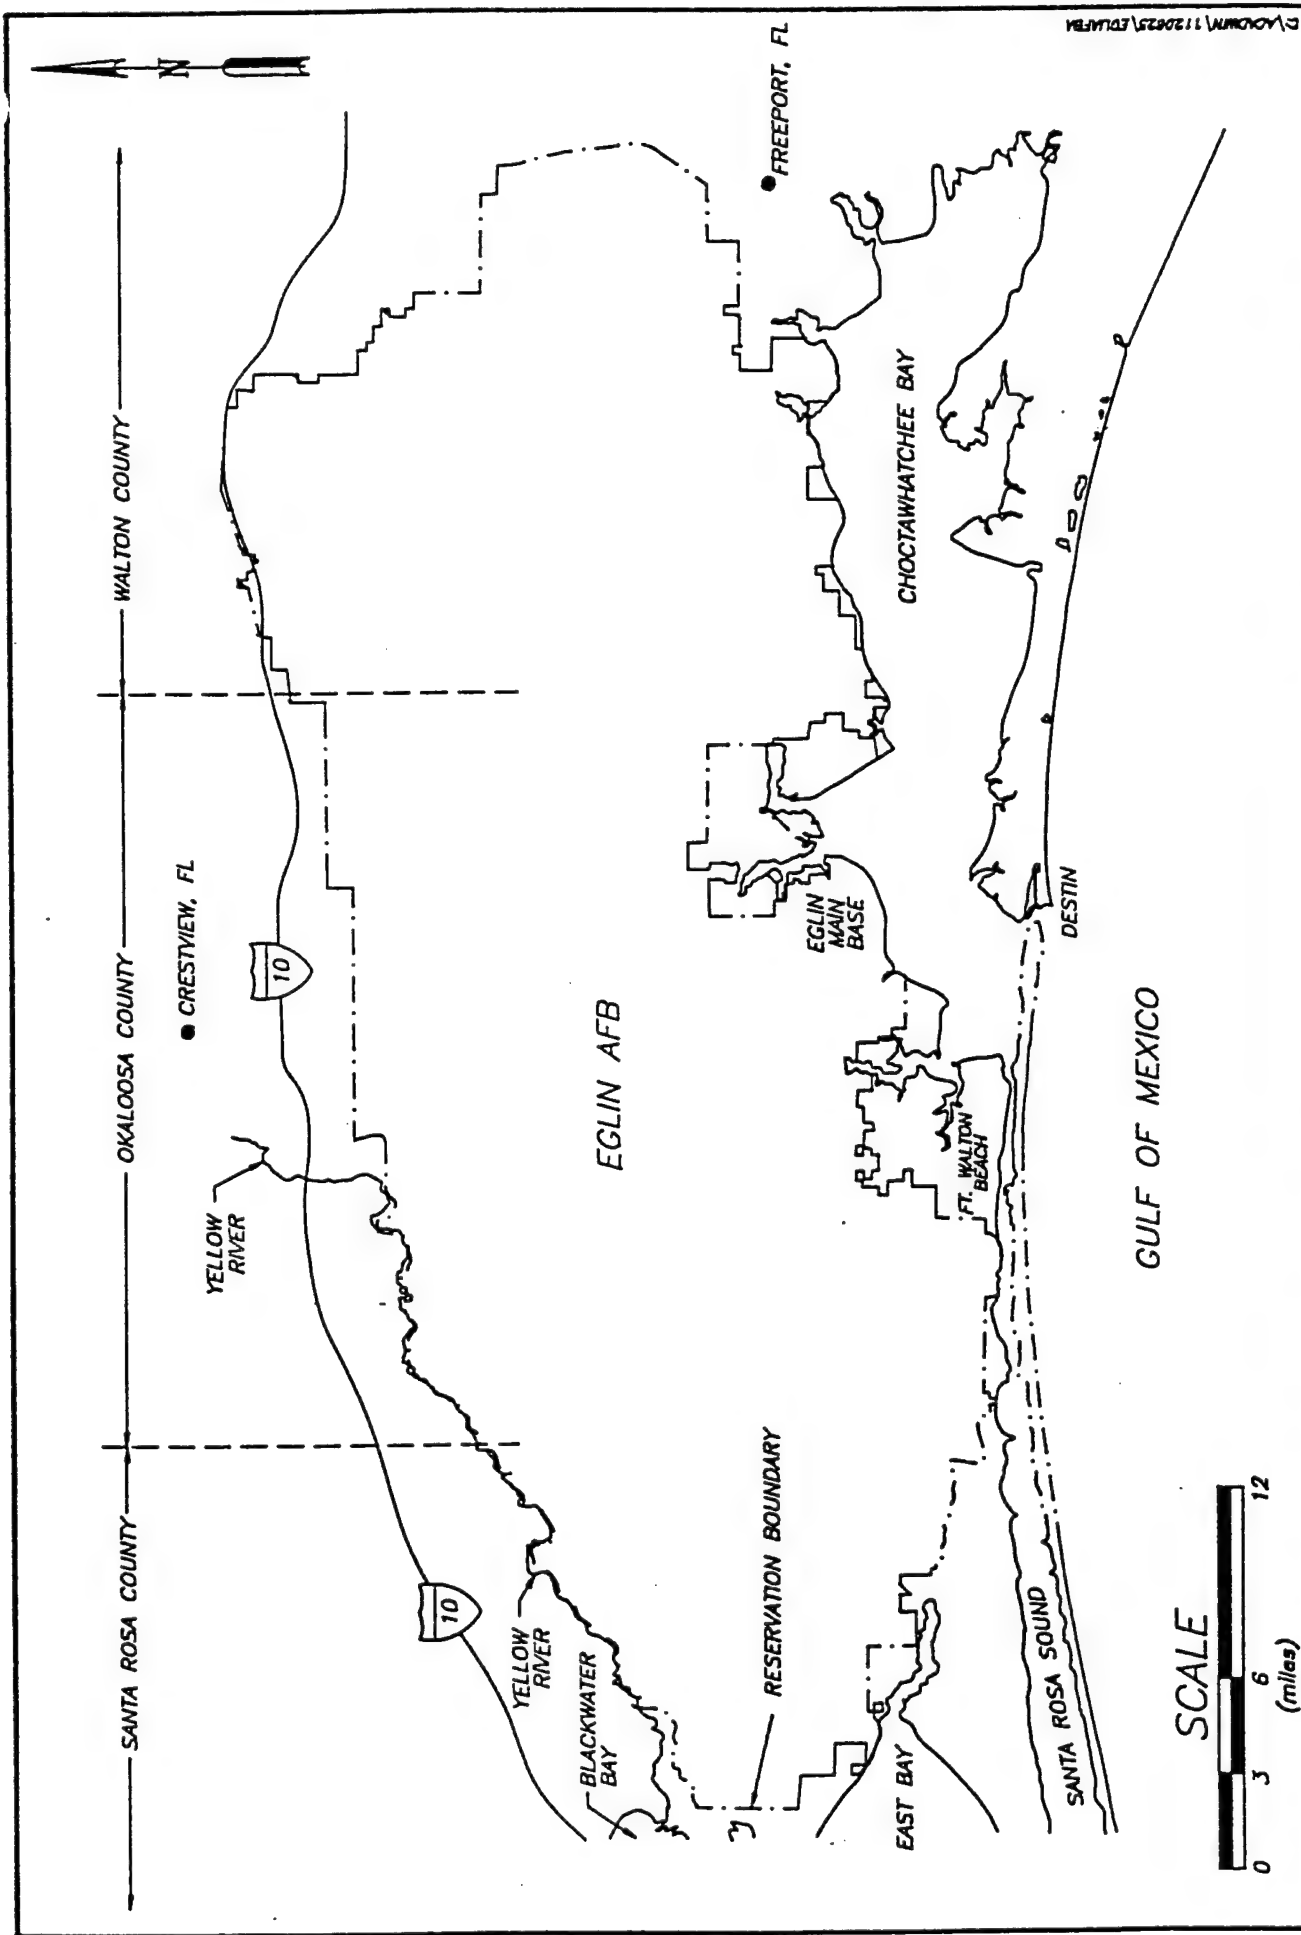 N
SANTA ROSA COUNTY
OKALOOSA COUNTY
WALTON COUNTY
CRESTVIEW, FL
YELLOW
RIVER
10
10
YELLOW
RIVER
BLACKWATER
BAY
EGLIN AFB
RESERVATION BOUNDARY
FREEPORT, FL
EGLIN
MAIN
BASE
CHOCTAWHATCHEE BAY
EAST BAY
FT. WALTON
BEACH
SANTA ROSA SOUND
DESTIN
GULF OF MEXICO
SCALE
0 3 6 12
(miles)